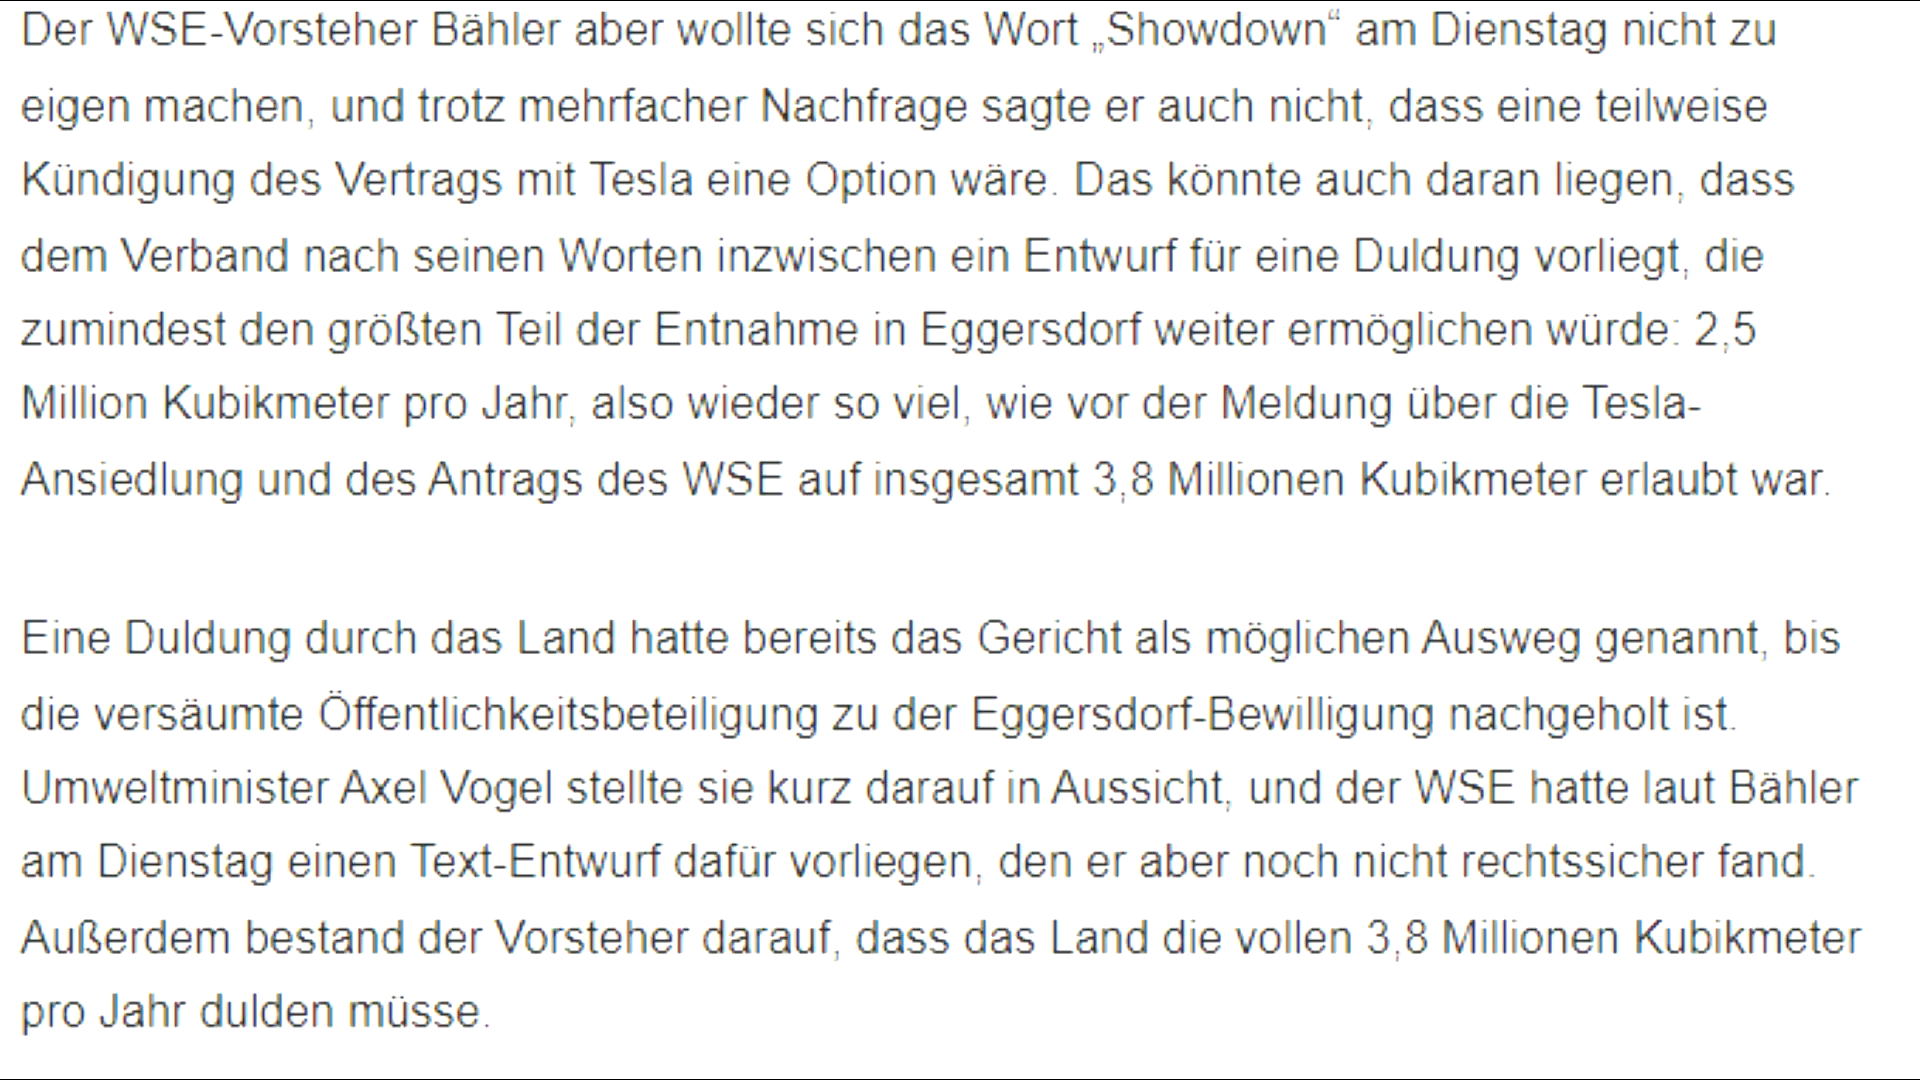 Der WSE-Vorsteher Bähler aber wollte sich das Wort „Showdown“ am Dienstag nicht zu
eigen machen, und trotz mehrfacher Nachfrage sagte er auch nicht, dass eine teilweise
Kündigung des Vertrags mit Tesla eine Option wäre. Das könnte auch daran liegen, dass
dem Verband nach seinen Worten inzwischen ein Entwurf für eine Duldung vorliegt, die
zumindest den größten Teil der Entnahme in Eggersdorf weiter ermöglichen würde: 2,5
Million Kubikmeter pro Jahr, also wieder so viel, wie vor der Meldung über die Tesla-
Ansiedlung und des Antrags des WSE auf insgesamt 3,8 Millionen Kubikmeter erlaubt war.
Eine Duldung durch das Land hatte bereits das Gericht als möglichen Ausweg genannt, bis
die versäumte Öffentlichkeitsbeteiligung zu der Eggersdorf-Bewilligung nachgeholt ist.
Umweltminister Axel Vogel stellte sie kurz darauf in Aussicht, und der WSE hatte laut Bähler
am Dienstag einen Text-Entwurf dafür vorliegen, den er aber noch nicht rechtssicher fand.
Außerdem bestand der Vorsteher darauf, dass das Land die vollen 3,8 Millionen Kubikmeter
pro Jahr dulden müsse.